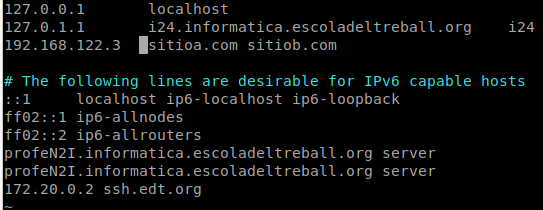 127.0.0.1       localhost
127.0.1.1       i24.informatica.escoladeltreball.org    i24
192.168.122.3  sitioa.com sitiob.com
# The following lines are desirable for IPv6 capable hosts
::1     localhost ip6-localhost ip6-loopback
ff02::1 ip6-allnodes
ff02::2 ip6-allrouters
profeN2I.informatica.escoladeltreball.org server
profeN2I.informatica.escoladeltreball.org server
172.20.0.2 ssh.edt.org
~